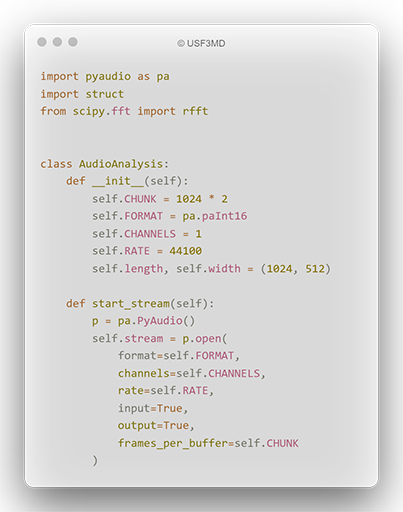 © USF3MD
import pyaudio as pa
import struct
from scipy.fft import rfft
class AudioAnalysis:
    def __init__(self):
        self.CHUNK = 1024 * 2
        self.FORMAT = pa.paInt16
        self.CHANNELS = 1
        self.RATE = 44100
        self.length, self.width = (1024, 512)
    def start_stream(self):
        p = pa.PyAudio()
        self.stream = p.open(
            format=self.FORMAT,
            channels=self.CHANNELS,
            rate=self.RATE,
            input=True,
            output=True,
            frames_per_buffer=self.CHUNK
        )